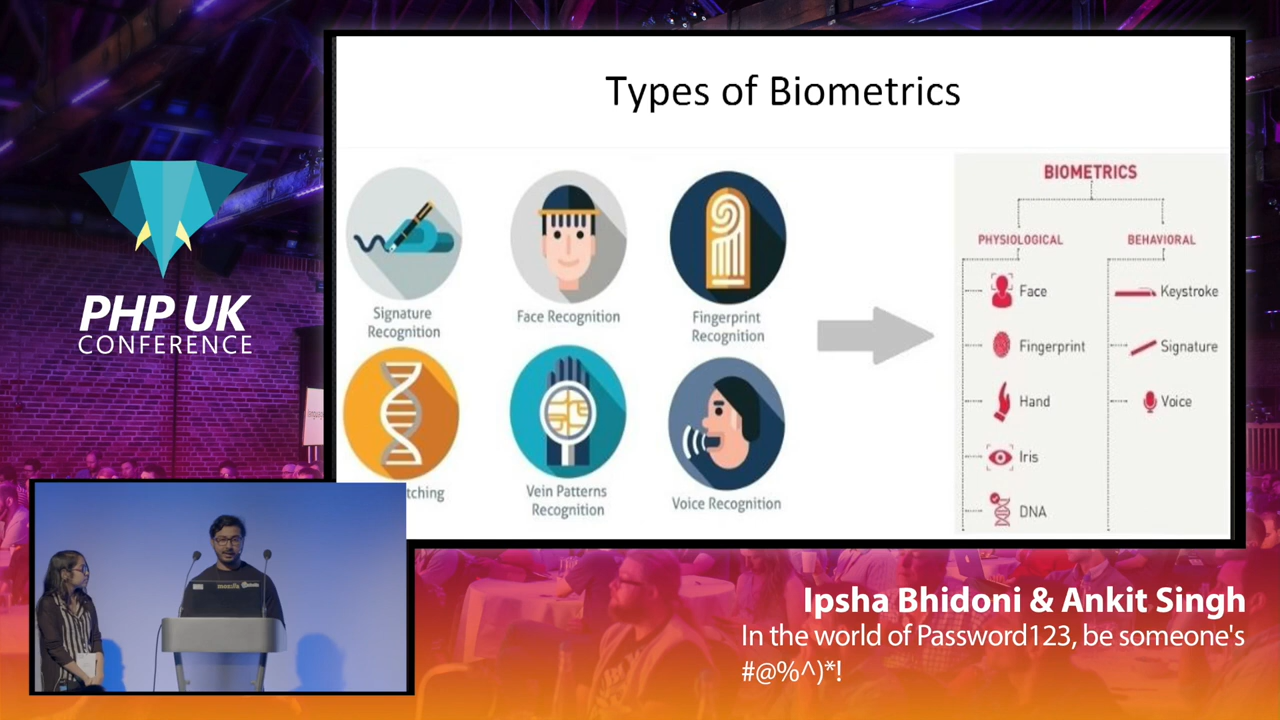 Types of Biometrics
PHP UK
CONFERENCE
Signature
Recognition
Face Recognition
Fingerprint
Recognition
tching
Vein Patterns
Recognition
Voice Recognition
BIOMETRICS
PHYSIOLOGICAL
BEHAVIORAL
Face
Fingerprint
Hand
Iris
DNA
Keystroke
Signature
Voice
mozilla
Ipsha Bhidoni & Ankit Singh
In the world of Password123, be someone's
#@%^)*!